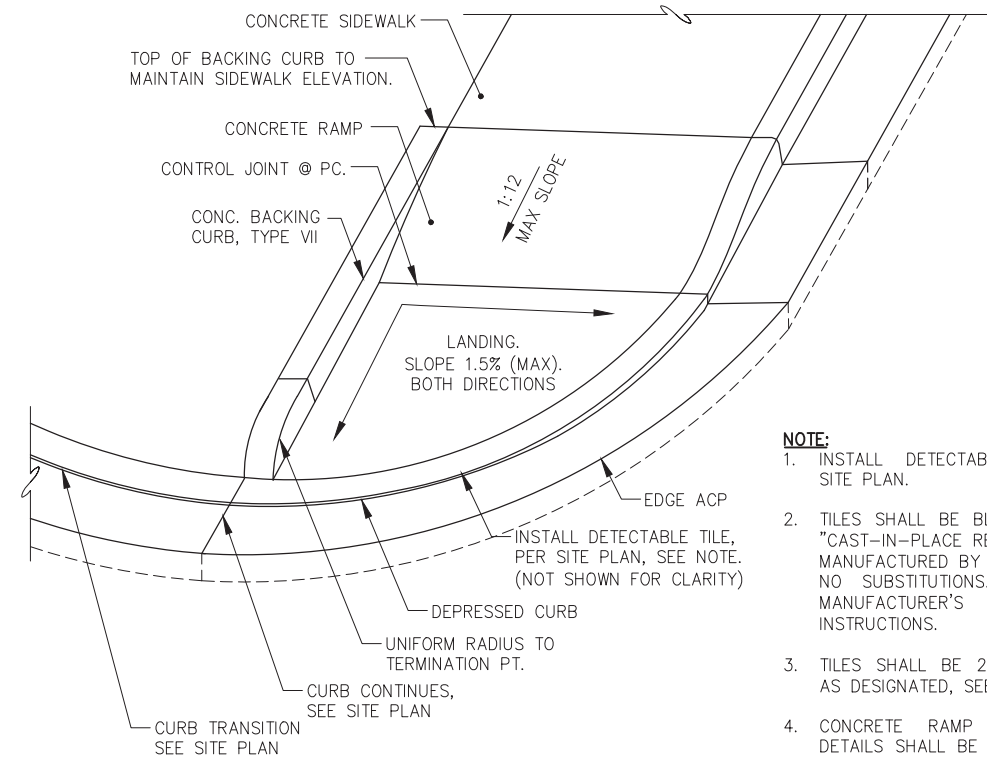 CONCRETE SIDEWALK
TOP OF BACKING CURB TO
MAINTAIN SIDEWALK ELEVATION.
CONCRETE RAMP
CONTROL JOINT @ PC.
CONC. BACKING
CURB, TYPE VII
1:12
MAX SLOPE
LANDING.
SLOPE 1.5% (MAX).
BOTH DIRECTIONS
EDGE ACP
INSTALL DETECTABLE TILE,
PER SITE PLAN, SEE NOTE.
(NOT SHOWN FOR CLARITY)
DEPRESSED CURB
UNIFORM RADIUS TO
TERMINATION PT.
CURB CONTINUES,
SEE SITE PLAN
CURB TRANSITION
SEE SITE PLAN
NOTE:
1. INSTALL
SITE PLAN.
2. TILES SHALL BE
"CAST-IN-PLACE
MANUFACTURED BY
NO SUBSTITUTIONS.
MANUFACTURER'S
INSTRUCTIONS.
3. TILES SHALL BE
AS DESIGNATED,
4. CONCRETE RAMP
DETAILS SHALL BE